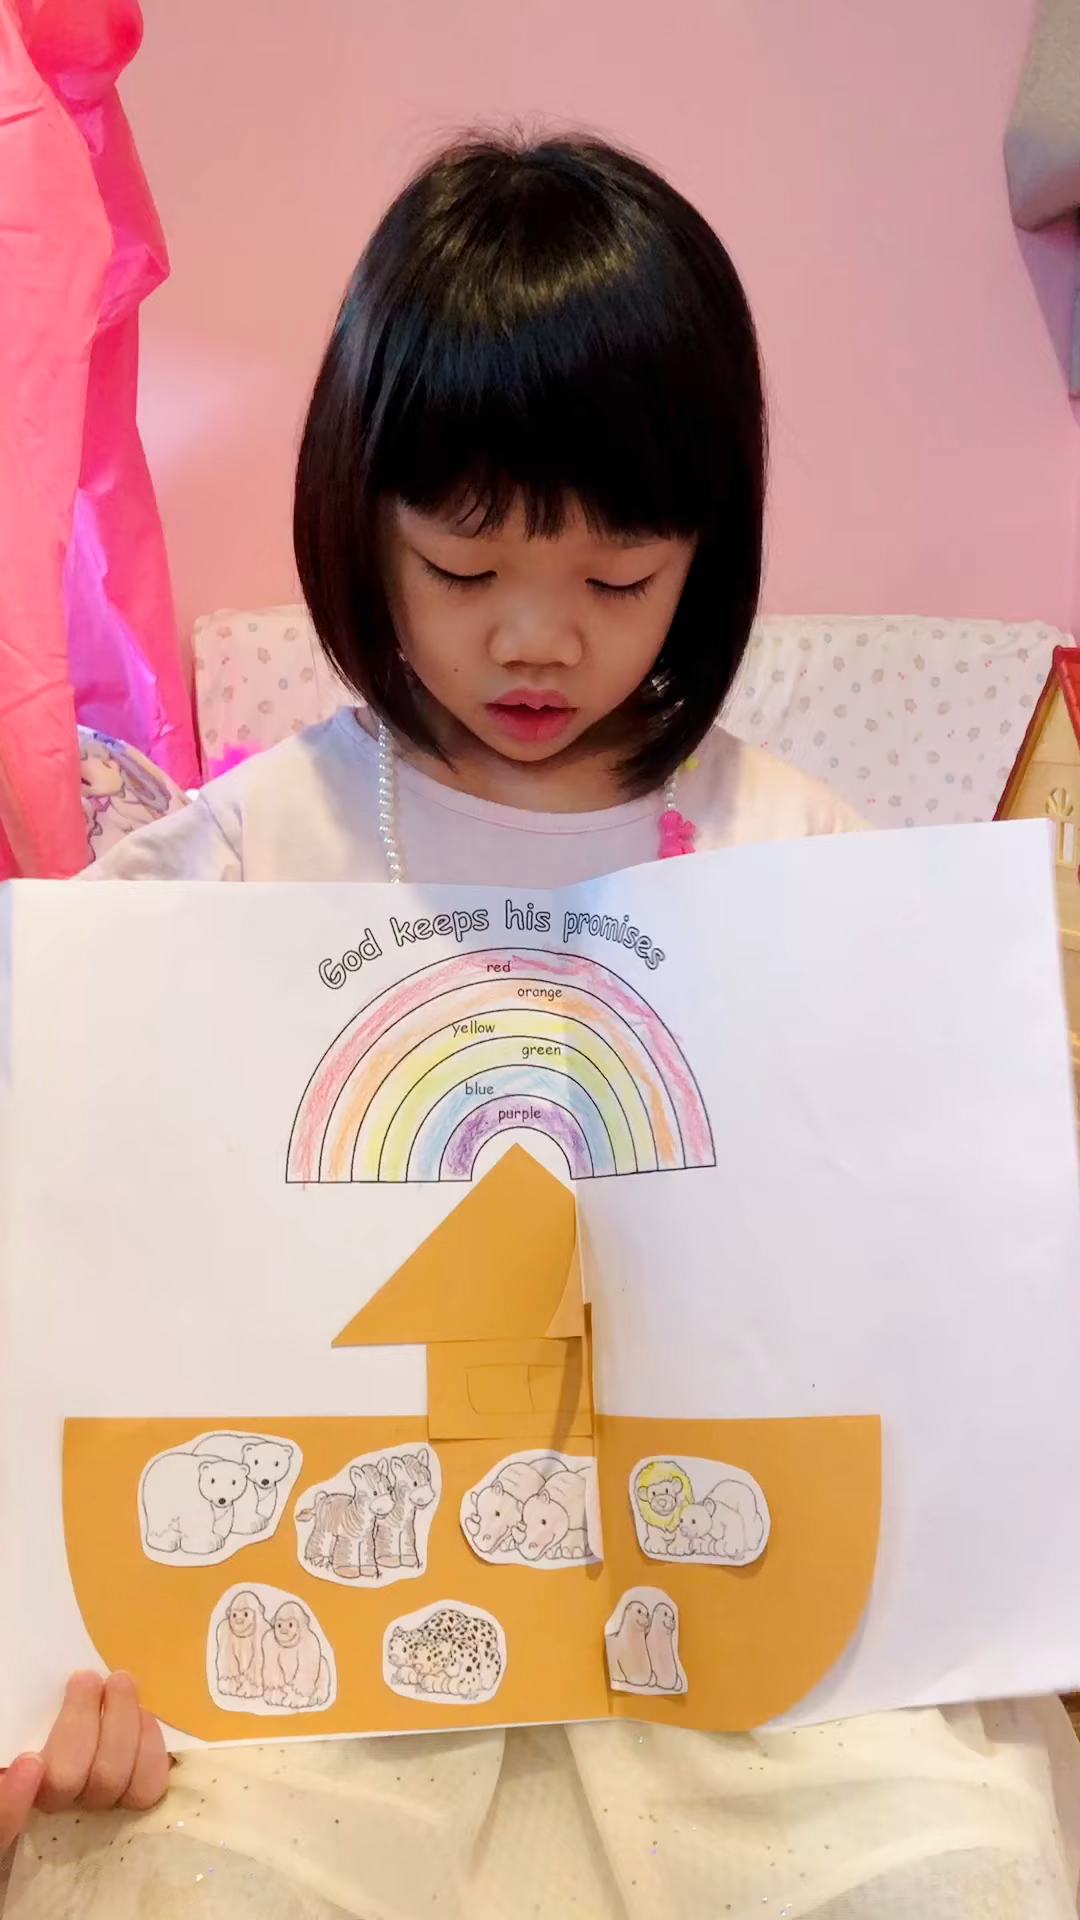 God keeps his promises
red
orange
yellow
green
blue
purple